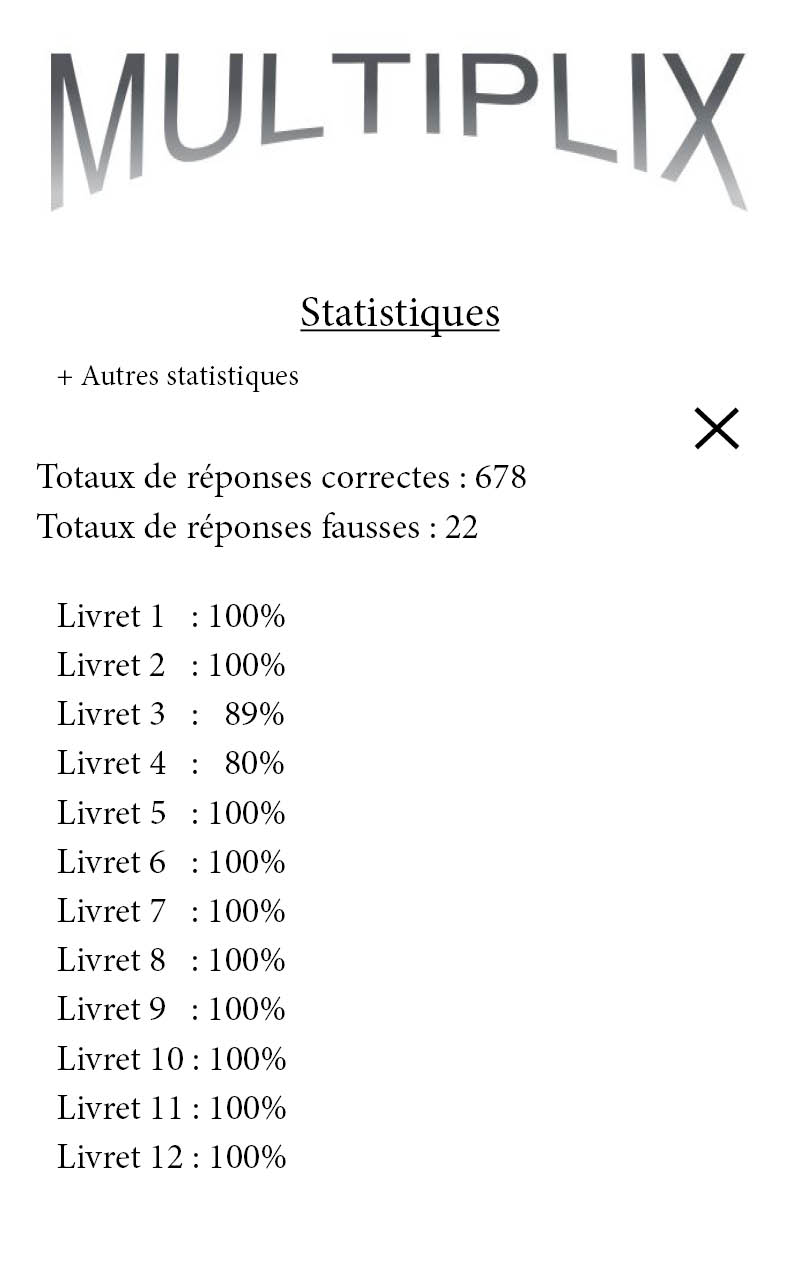 MULTIPLIX
Statistiques
+ Autres statistiques
Totaux de réponses correctes : 678
Totaux de réponses fausses : 22
Livret 1 : 100%
Livret 2 : 100%
Livret 3 : 89%
Livret 4 : 80%
Livret 5 : 100%
Livret 6 : 100%
Livret 7 : 100%
Livret 8 : 100%
Livret 9 : 100%
Livret 10 : 100%
Livret 11 : 100%
Livret 12 : 100%